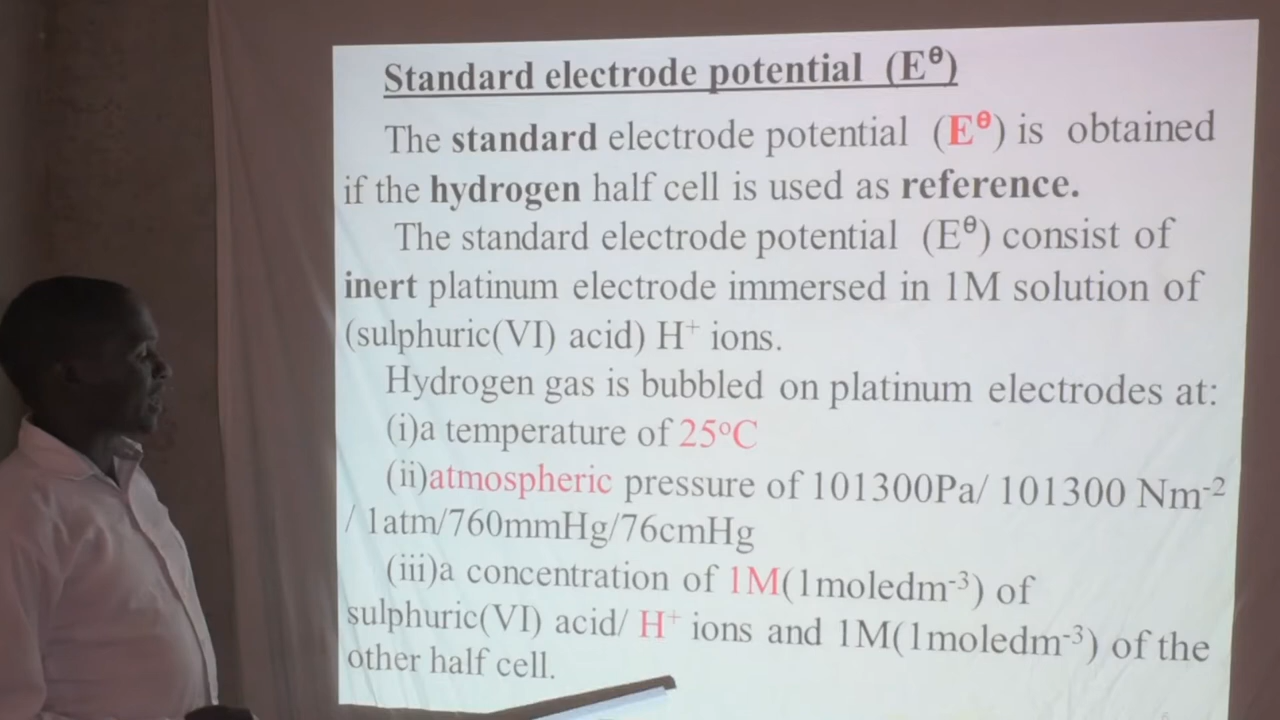 Standard electrode potential (Eᶿ)
The standard electrode potential (Eᶿ) is obtained
if the hydrogen half cell is used as reference.
The standard electrode potential (Eᶿ) consist of
inert platinum electrode immersed in 1M solution of
(sulphuric(VI) acid) H⁺ ions.
Hydrogen gas is bubbled on platinum electrodes at:
(i)a temperature of 25ºC
(ii)atmospheric pressure of 101300Pa/ 101300 Nm⁻²
/ 1atm/760mmHg/76cmHg
(iii)a concentration of 1M(1moledm⁻³) of
sulphuric(VI) acid/ H⁺ ions and 1M(1moledm⁻³) of the
other half cell.